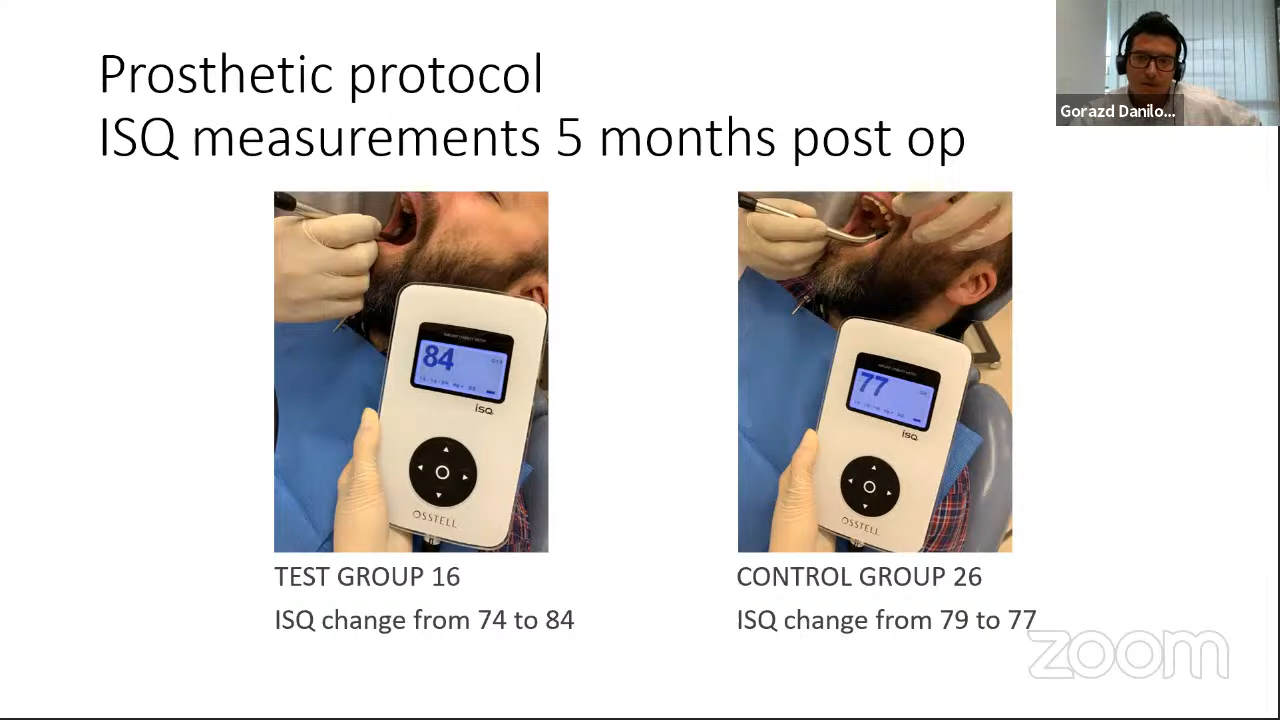 Prosthetic protocol
ISQ measurements 5 months post op
Gorazd Danilo...
84
isq
OSSTELL
77
isq
OSSTELL
TEST GROUP 16
ISQ change from 74 to 84
CONTROL GROUP 26
ISQ change from 79 to 77
zoom